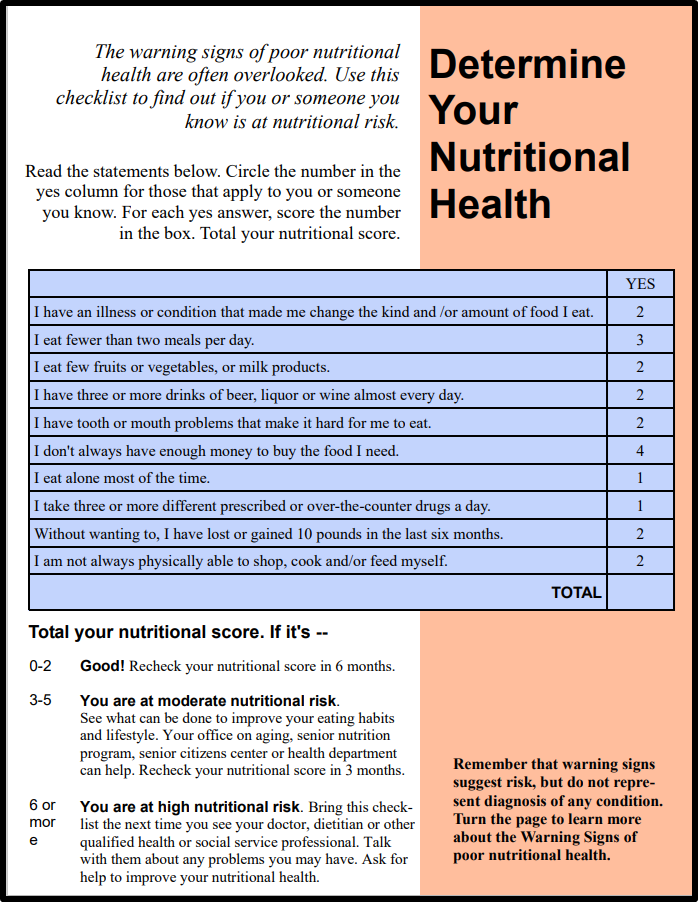 The warning signs of poor nutritional
health are often overlooked. Use this
checklist to find out if you or someone you
know is at nutritional risk.
Read the statements below. Circle the number in the
yes column for those that apply to you or someone
you know. For each yes answer, score the number
in the box. Total your nutritional score.
Determine
Your
Nutritional
Health
YES
I have an illness or condition that made me change the kind and /or amount of food I eat. 2
I eat fewer than two meals per day. 3
I eat few fruits or vegetables, or milk products. 2
I have three or more drinks of beer, liquor or wine almost every day. 2
I have tooth or mouth problems that make it hard for me to eat. 2
I don't always have enough money to buy the food I need. 4
I eat alone most of the time. 1
I take three or more different prescribed or over-the-counter drugs a day. 1
Without wanting to, I have lost or gained 10 pounds in the last six months. 2
I am not always physically able to shop, cook and/or feed myself. 2
TOTAL
Total your nutritional score. If it's --
0-2 Good! Recheck your nutritional score in 6 months.
3-5 You are at moderate nutritional risk.
See what can be done to improve your eating habits
and lifestyle. Your office on aging, senior nutrition
program, senior citizens center or health department
can help. Recheck your nutritional score in 3 months.
6 or
mor
e
You are at high nutritional risk. Bring this check-
list the next time you see your doctor, dietitian or other
qualified health or social service professional. Talk
with them about any problems you may have. Ask for
help to improve your nutritional health.
Remember that warning signs
suggest risk, but do not repre-
sent diagnosis of any condition.
Turn the page to learn more
about the Warning Signs of
poor nutritional health.